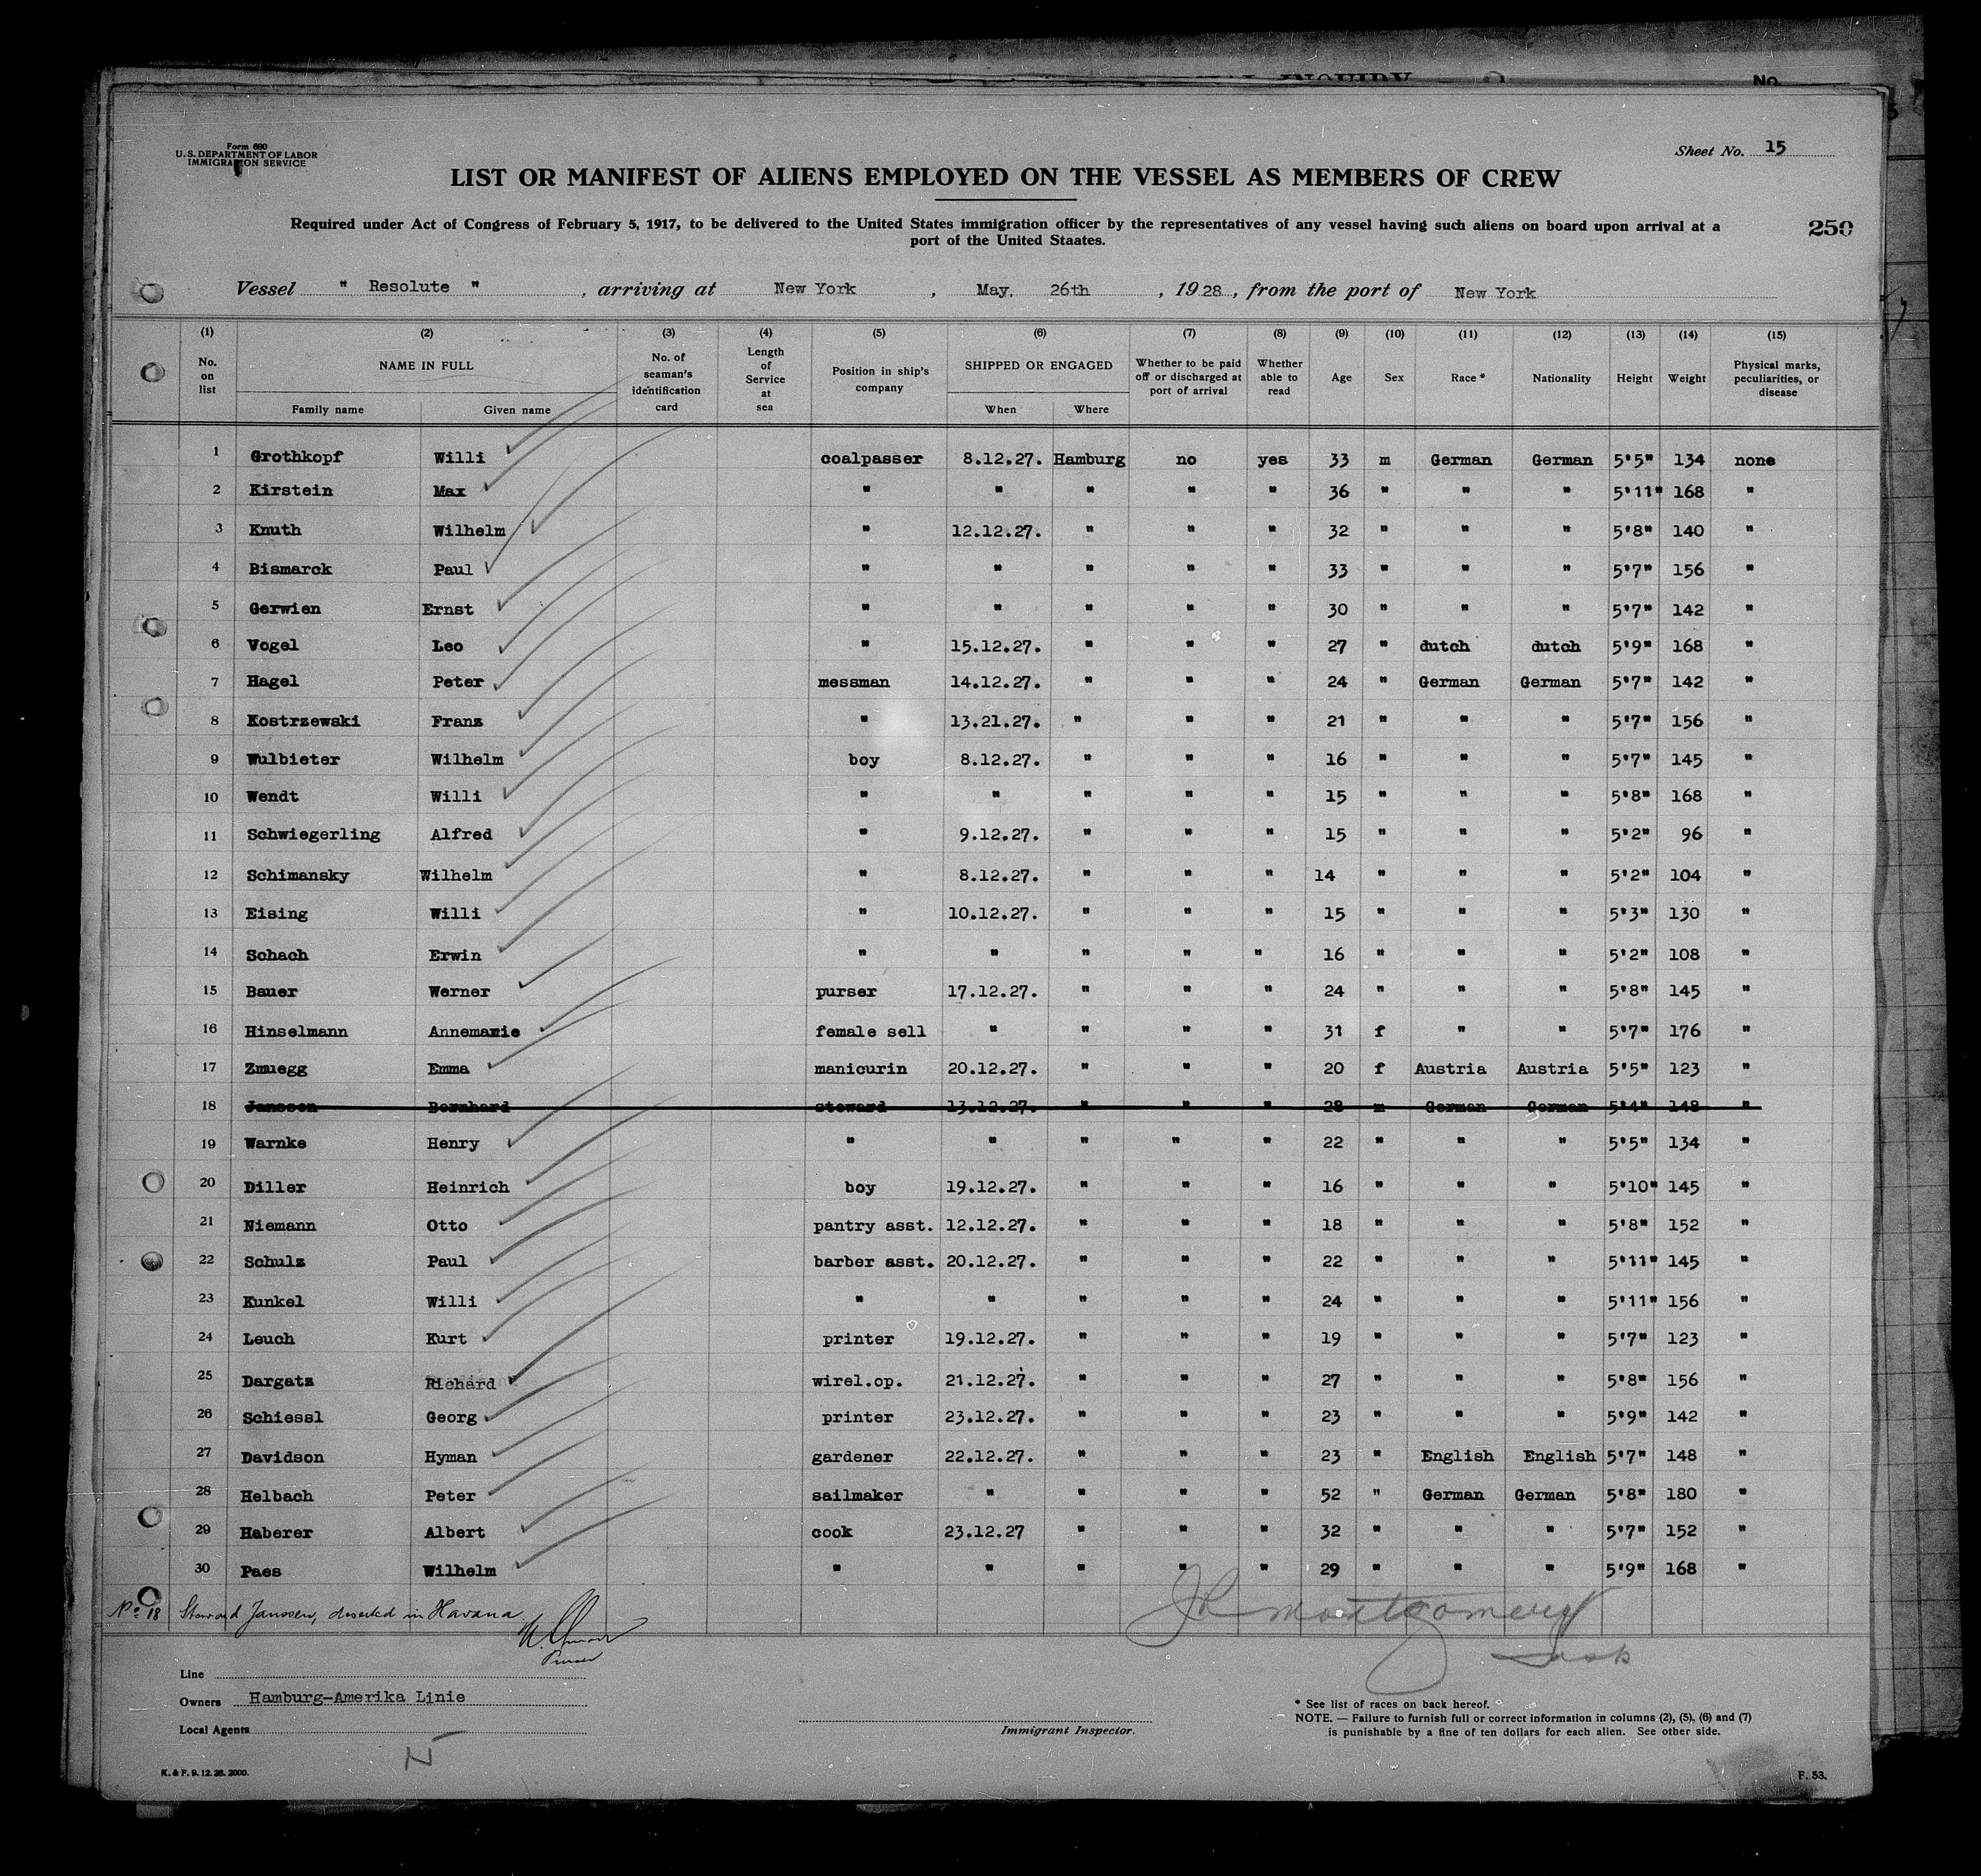 No.
Form 680
U.S. DEPARTMENT OF LABOR
IMMIGRATION SERVICE
Sheet No. 15
LIST OR MANIFEST OF ALIENS EMPLOYED ON THE VESSEL AS MEMBERS OF CREW
Required under Act of Congress of February 5, 1917, to be delivered to the United States immigration officer by the representatives of any vessel having such aliens on board upon arrival at a
port of the United Staates.
250
Vessel " Resolute " , arriving at New York , May, 26th , 1928, from the port of New York
(1) (2) (3) (4) (5) (6) (7) (8) (9) (10) (11) (12) (13) (14) (15)
No. on list NAME IN FULL Family name Given name No. of seaman's identification card Length of Service at sea Position in ship's company SHIPPED OR ENGAGED When Where Whether to be paid off or discharged at port of arrival Whether able to read Age Sex Race * Nationality Height Weight Physical marks, peculiarities, or disease
1 Grothkopf Willi coalpasser 8.12.27. Hamburg no yes 33 m German German 5'5" 134 none
2 Kirstein Max " " " " " 36 " " " 5'11" 168 "
3 Knuth Wilhelm " 12.12.27. " " " 32 " " " 5'8" 140 "
4 Bismarck Paul " " " " " 33 " " " 5'7" 156 "
5 Gerwien Ernst " " " " " 30 " " " 5'7" 142 "
6 Vogel Leo " 15.12.27. " " " 27 " dutch dutch 5'9" 168 "
7 Hagel Peter messman 14.12.27. " " " 24 " German German 5'7" 142 "
8 Kostrzewski Franz " 13.21.27. " " " 21 " " " 5'7" 156 "
9 Wulbieter Wilhelm boy 8.12.27. " " " 16 " " " 5'7" 145 "
10 Wendt Willi " " " " " 15 " " " 5'8" 168 "
11 Schwiegerling Alfred " 9.12.27. " " " 15 " " " 5'2" 96 "
12 Schimansky Wilhelm " 8.12.27. " " " 14 " " " 5'2" 104 "
13 Eising Willi " 10.12.27. " " " 15 " " " 5'3" 130 "
14 Schach Erwin " " " " " 16 " " " 5'2" 108 "
15 Bauer Werner purser 17.12.27. " " " 24 " " " 5'8" 145 "
16 Hinselmann Annemarie female sell " " " " 31 f " " 5'7" 176 "
17 Zmuegg Emma manicurin 20.12.27. " " " 20 f Austria Austria 5'5" 123 "
18 Janssen Bernhard steward 13.12.27. " " " 28 m German German 5'4" 148 "
19 Warnke Henry " " " " " 22 " " " 5'5" 134 "
20 Diller Heinrich boy 19.12.27. " " " 16 " " " 5'10" 145 "
21 Niemann Otto pantry asst. 12.12.27. " " " 18 " " " 5'8" 152 "
22 Schulz Paul barber asst. 20.12.27. " " " 22 " " " 5'11" 145 "
23 Kunkel Willi " " " " " 24 " " " 5'11" 156 "
24 Leuch Kurt printer 19.12.27. " " " 19 " " " 5'7" 123 "
25 Dargatz Richard wirel.op. 21.12.27. " " " 27 " " " 5'8" 156 "
26 Schiessl Georg printer 23.12.27. " " " 23 " " " 5'9" 142 "
27 Davidson Hyman gardener 22.12.27. " " " 23 " English English 5'7" 148 "
28 Helbach Peter sailmaker " " " " 52 " German German 5'8" 180 "
29 Haberer Albert cook 23.12.27 " " " 32 " " " 5'7" 152 "
30 Paes Wilhelm " " " " " 29 " " " 5'9" 168 "
No 18 Steward Janssen, deserted in Havana.
Purser
JR Montgomery
Line
Owners Hamburg-Amerika Linie
Local Agents
Immigrant Inspector.
* See list of races on back hereof.
NOTE. — Failure to furnish full or correct information in columns (2), (5), (6) and (7)
is punishable by a fine of ten dollars for each alien. See other side.
N
K. & F. 9. 12. 26. 2000.
F. 53.